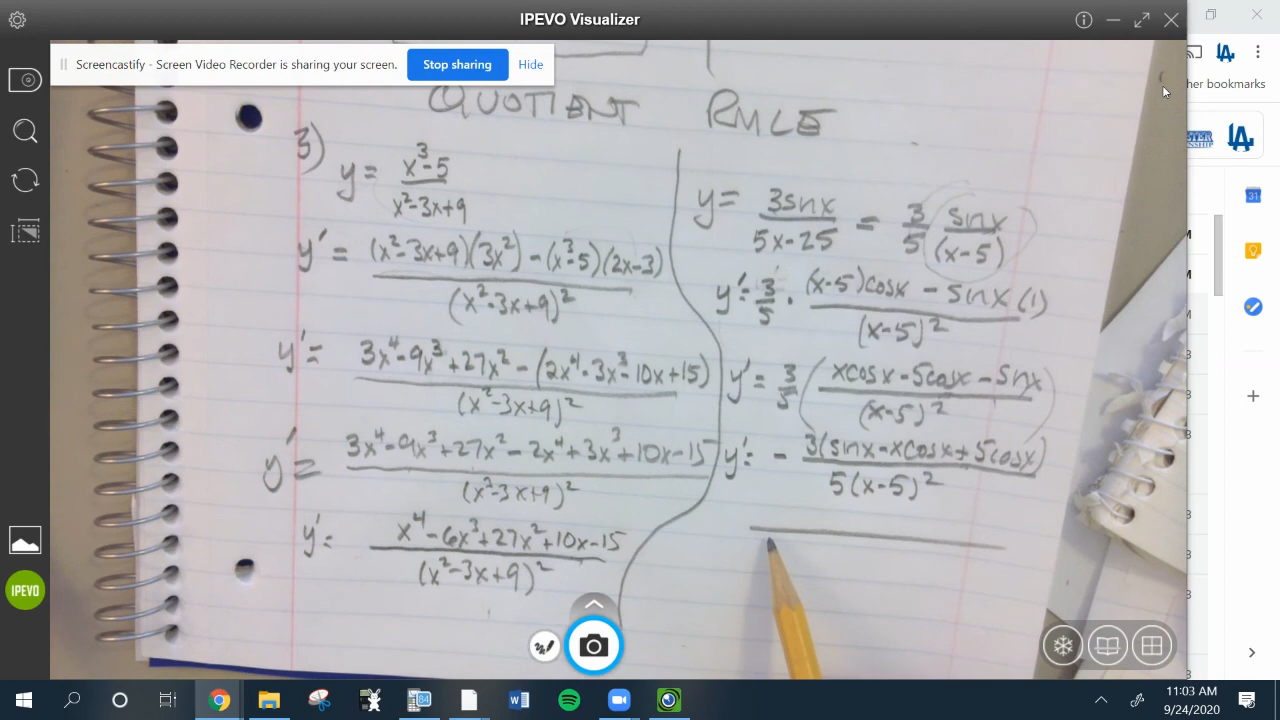 IPEVO Visualizer
Screencastify - Screen Video Recorder is sharing your screen.
Stop sharing
Hide
her bookmarks
QUOTIENT RULE
3)
y = x³-5 / x²-3x+9
y' = (x²-3x+9)(3x²) - (x³-5)(2x-3) / (x²-3x+9)²
y' = 3x⁴-9x³+27x² - (2x⁴-3x³-10x+15) / (x²-3x+9)²
y' = 3x⁴-9x³+27x²-2x⁴+3x³+10x-15 / (x²-3x+9)²
y' = x⁴-6x³+27x²+10x-15 / (x²-3x+9)²
y = 3sinx / 5x-25 = 3/5 sinx / (x-5)
y' = 3/5 · (x-5)cosx - sinx(1) / (x-5)²
y' = 3/5 (xcosx-5cosx-sinx / (x-5)²)
y' = - 3(sinx-xcosx+5cosx) / 5(x-5)²
LA
31
IPEVO
84
11:03 AM
9/24/2020